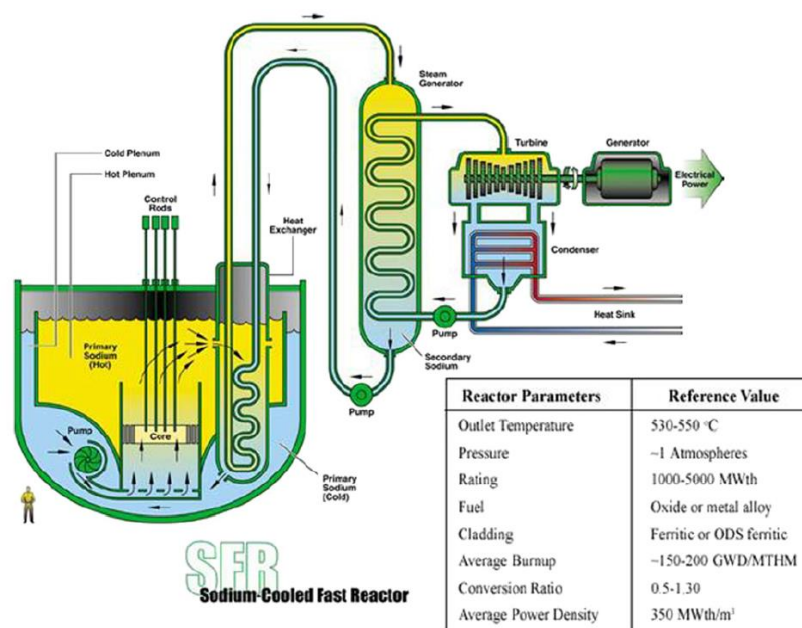 Steam
Generator
Turbine
Generator
Electrical
Power
Cold Plenum
Hot Plenum
Control
Rods
Heat
Exchanger
Condenser
Heat Sink
Pump
Primary
Sodium
(Hot)
Secondary
Sodium
Pump
Pump
Core
Primary
Sodium
(Cold)
SFR
Sodium-Cooled Fast Reactor
Reactor Parameters Reference Value
Outlet Temperature 530-550 °C
Pressure ~1 Atmospheres
Rating 1000-5000 MWth
Fuel Oxide or metal alloy
Cladding Ferritic or ODS ferritic
Average Burnup ~150-200 GWD/MTHM
Conversion Ratio 0.5-1.30
Average Power Density 350 MWth/m³